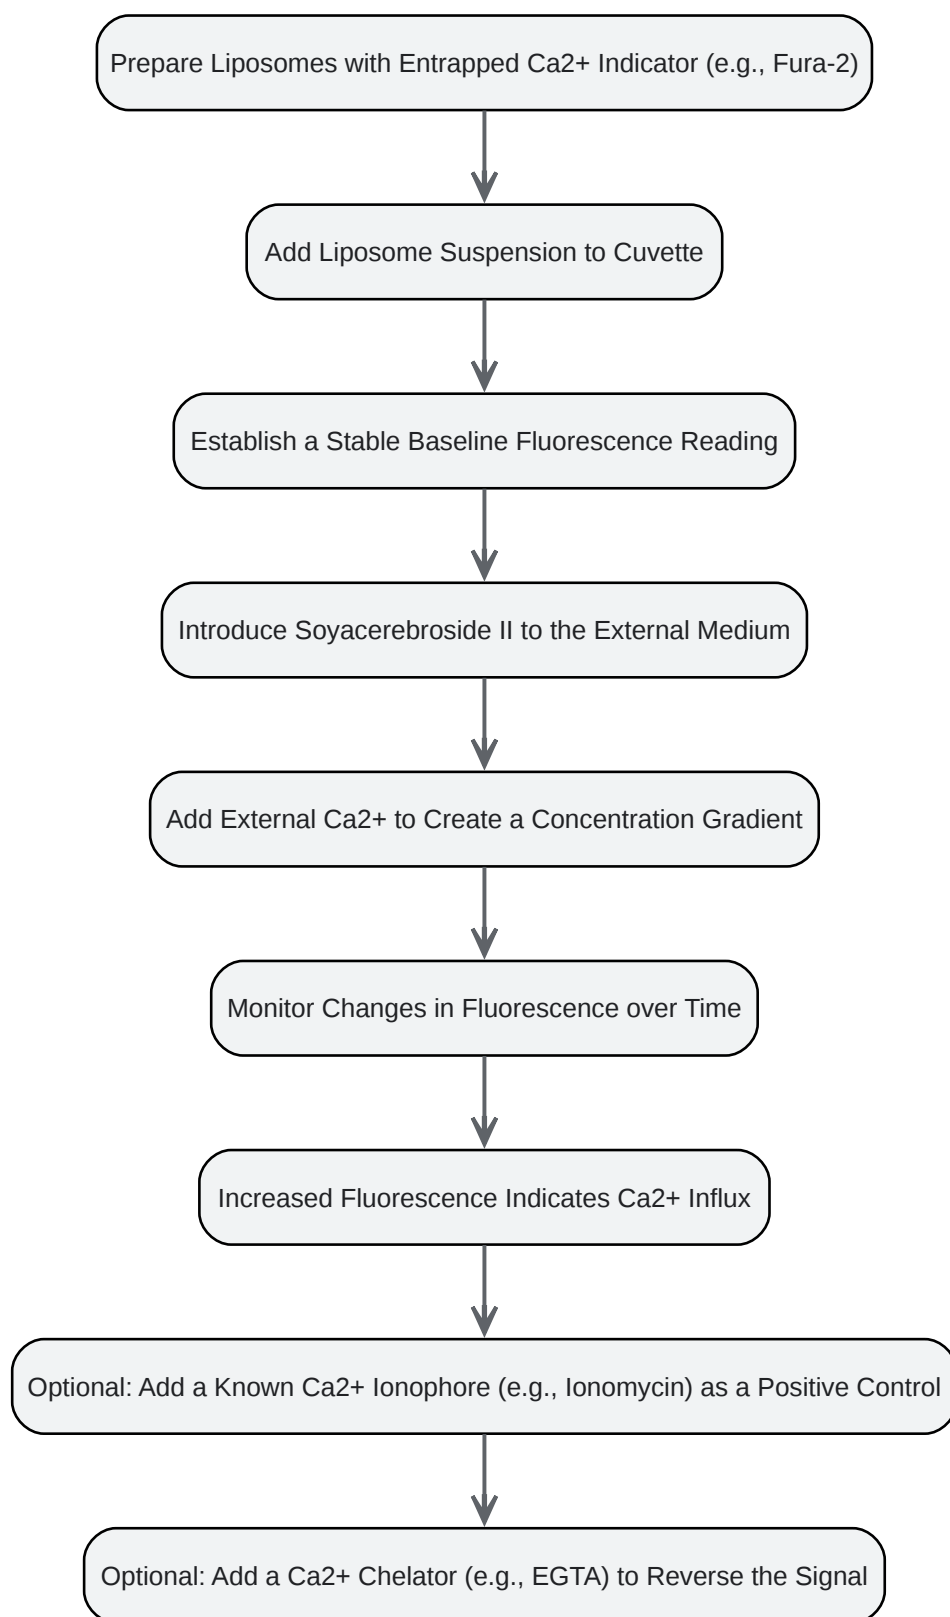 Prepare Liposomes with Entrapped Ca2+ Indicator (e.g., Fura-2)
Add Liposome Suspension to Cuvette
Establish a Stable Baseline Fluorescence Reading
Introduce Soyacerebroside II to the External Medium
Add External Ca2+ to Create a Concentration Gradient
Monitor Changes in Fluorescence over Time
Increased Fluorescence Indicates Ca2+ Influx
Optional: Add a Known Ca2+ Ionophore (e.g., Ionomycin) as a Positive Control
Optional: Add a Ca2+ Chelator (e.g., EGTA) to Reverse the Signal